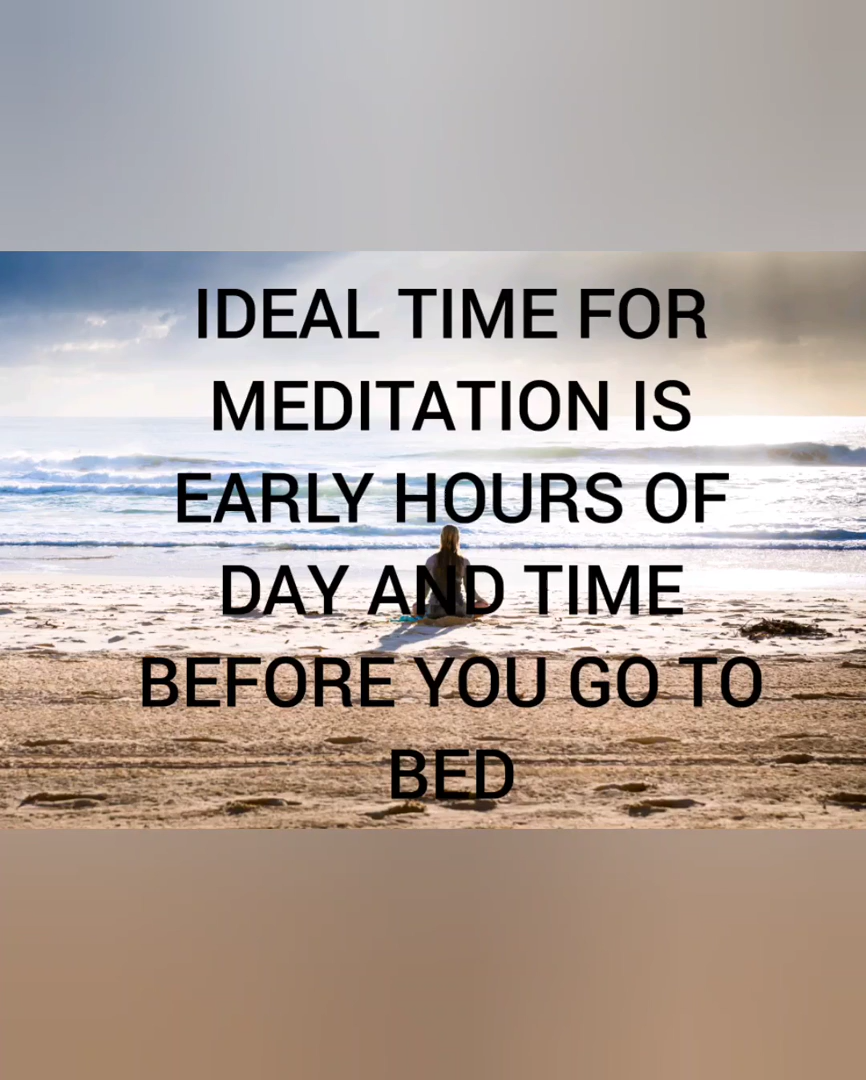 IDEAL TIME FOR
MEDITATION IS
EARLY HOURS OF
DAY AND TIME
BEFORE YOU GO TO
BED